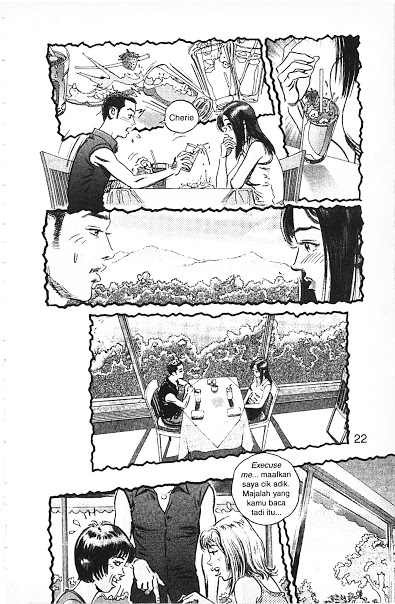 Cherie
22
Execuse
me... maafkan
saya cik adik.
Majalah yang
kamu baca
tadi itu...